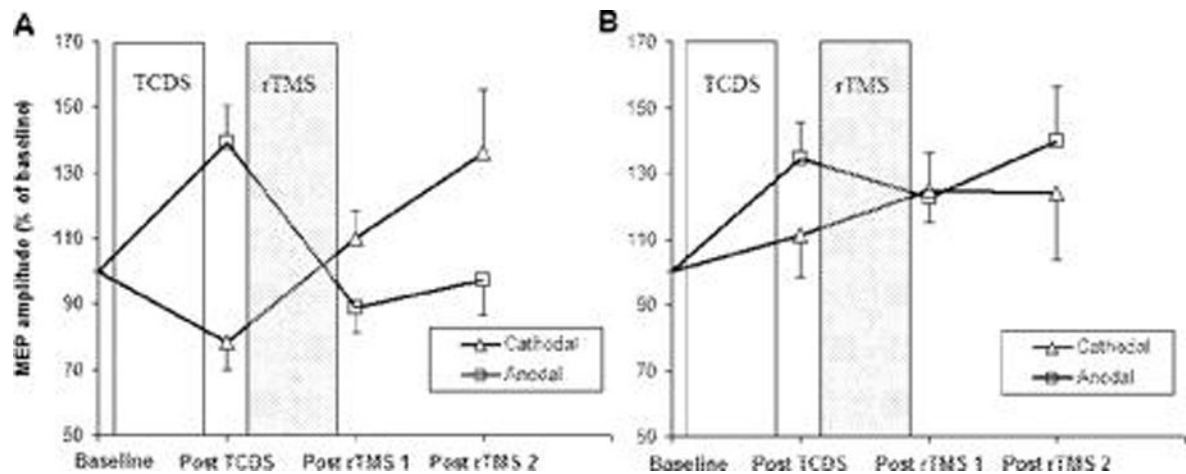 A
MEP amplitude (% of baseline)
170
150
130
110
90
70
50
TCDS
rTMS
Cathodal
Anodal
Baseline Post TCDS Post rTMS 1 Post rTMS 2
B
170
150
130
110
90
70
50
TCDS
rTMS
Cathodal
Anodal
Baseline Post TCDS Post rTMS 1 Post rTMS 2